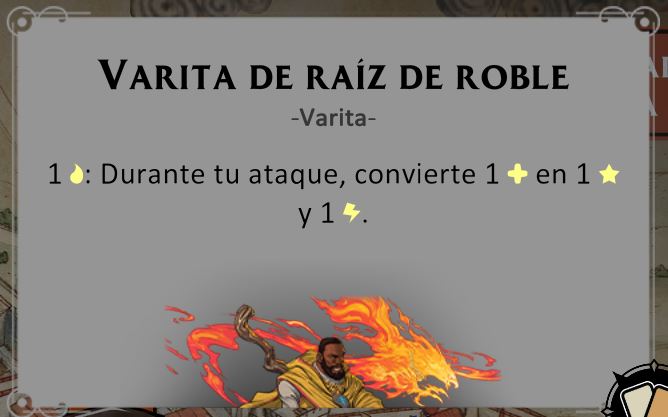 VARITA DE RAÍZ DE ROBLE
-Varita-
1 : Durante tu ataque, convierte 1 en 1
y 1 .